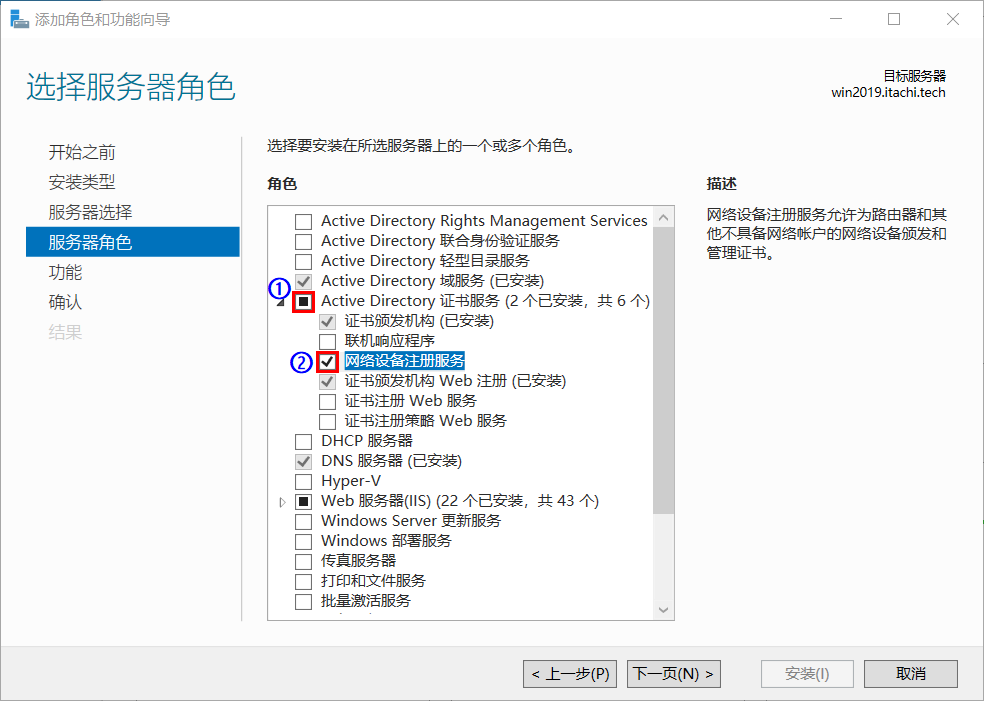 添加角色和功能向导
选择服务器角色
目标服务器
win2019.itachi.tech
开始之前
安装类型
服务器选择
服务器角色
功能
确认
结果
选择要安装在所选服务器上的一个或多个角色。
角色
Active Directory Rights Management Services
Active Directory 联合身份验证服务
Active Directory 轻型目录服务
Active Directory 域服务 (已安装)
① Active Directory 证书服务 (2 个已安装，共 6 个)
证书颁发机构 (已安装)
联机响应程序
② 网络设备注册服务
证书颁发机构 Web 注册 (已安装)
证书注册 Web 服务
证书注册策略 Web 服务
DHCP 服务器
DNS 服务器 (已安装)
Hyper-V
Web 服务器(IIS) (22 个已安装，共 43 个)
Windows Server 更新服务
Windows 部署服务
传真服务器
打印和文件服务
批量激活服务
描述
网络设备注册服务允许为路由器和其
他不具备网络帐户的网络设备颁发和
管理证书。
< 上一步(P)
下一页(N) >
安装(I)
取消